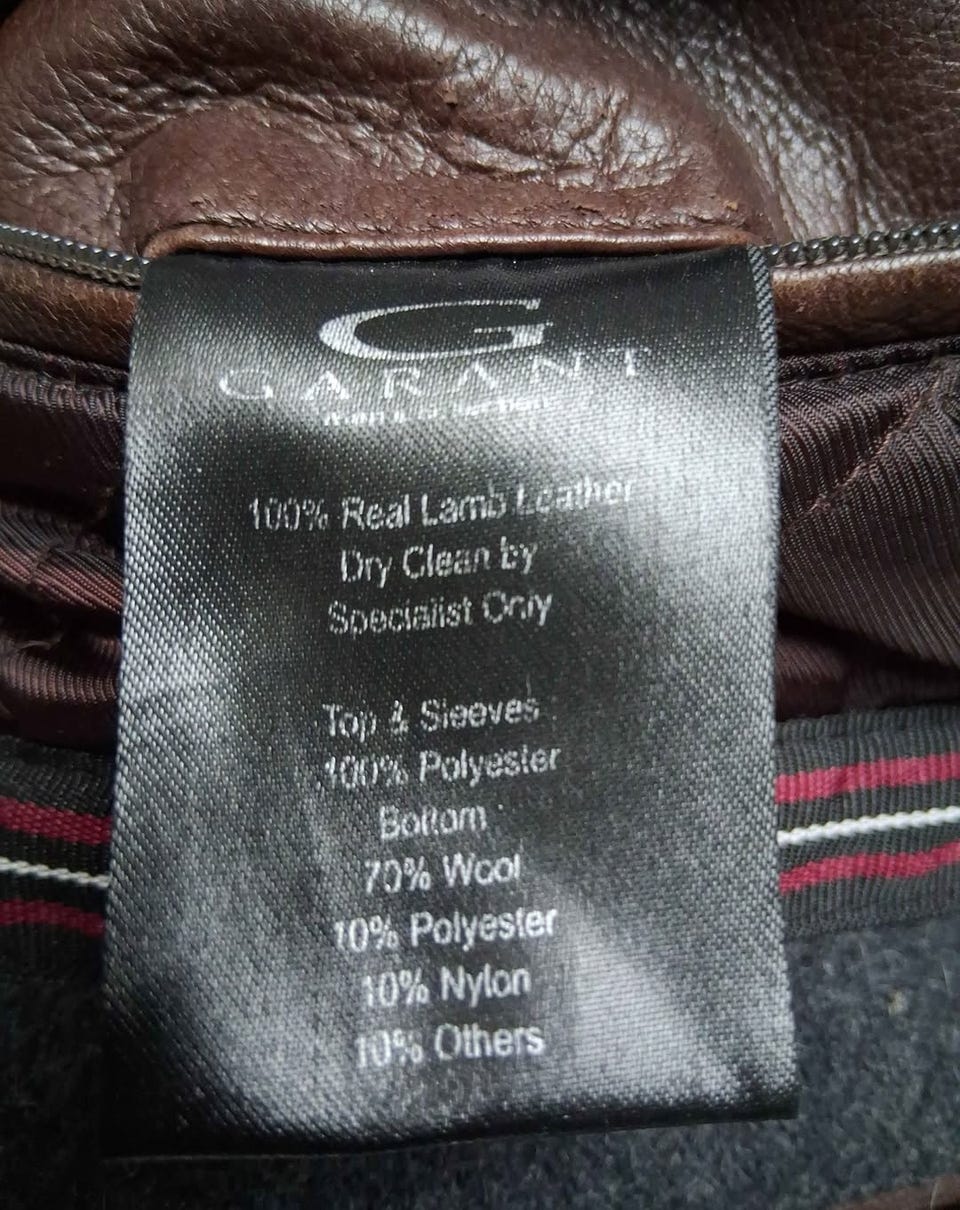 G
GARANT
100% Real Lamb Leather
Dry Clean by
Specialist Only
Top & Sleeves
100% Polyester
Bottom
70% Wool
10% Polyester
10% Nylon
10% Others